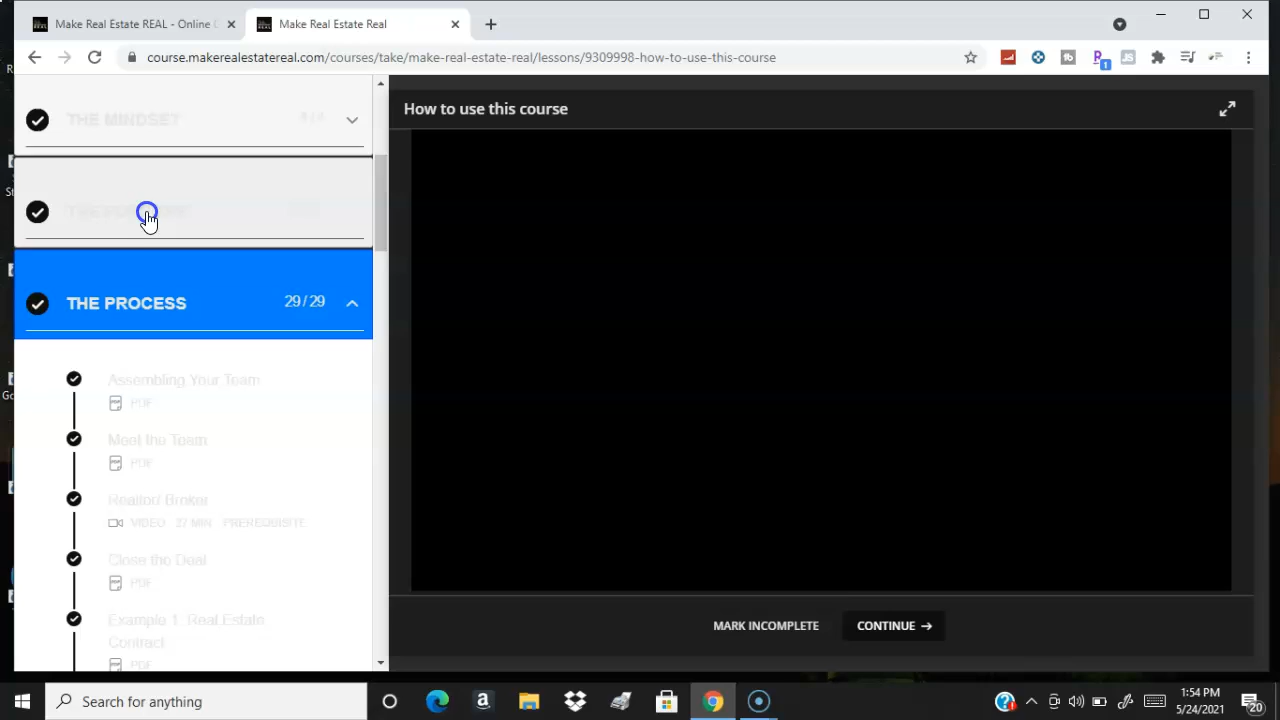 Make Real Estate REAL - Online C
Make Real Estate Real
course.makerealestatereal.com/courses/take/make-real-estate-real/lessons/9309998-how-to-use-this-course
THE MINDSET
How to use this course
THE PROCESS
29/29
Assembling Your Team
PDF
Meet the Team
PDF
Realtor/ Broker
VIDEO 27 MIN PREREQUISITE
Close the Deal
PDF
Example 1: Real Estate
Contract
PDF
MARK INCOMPLETE
CONTINUE →
Search for anything
1:54 PM
5/24/2021
20